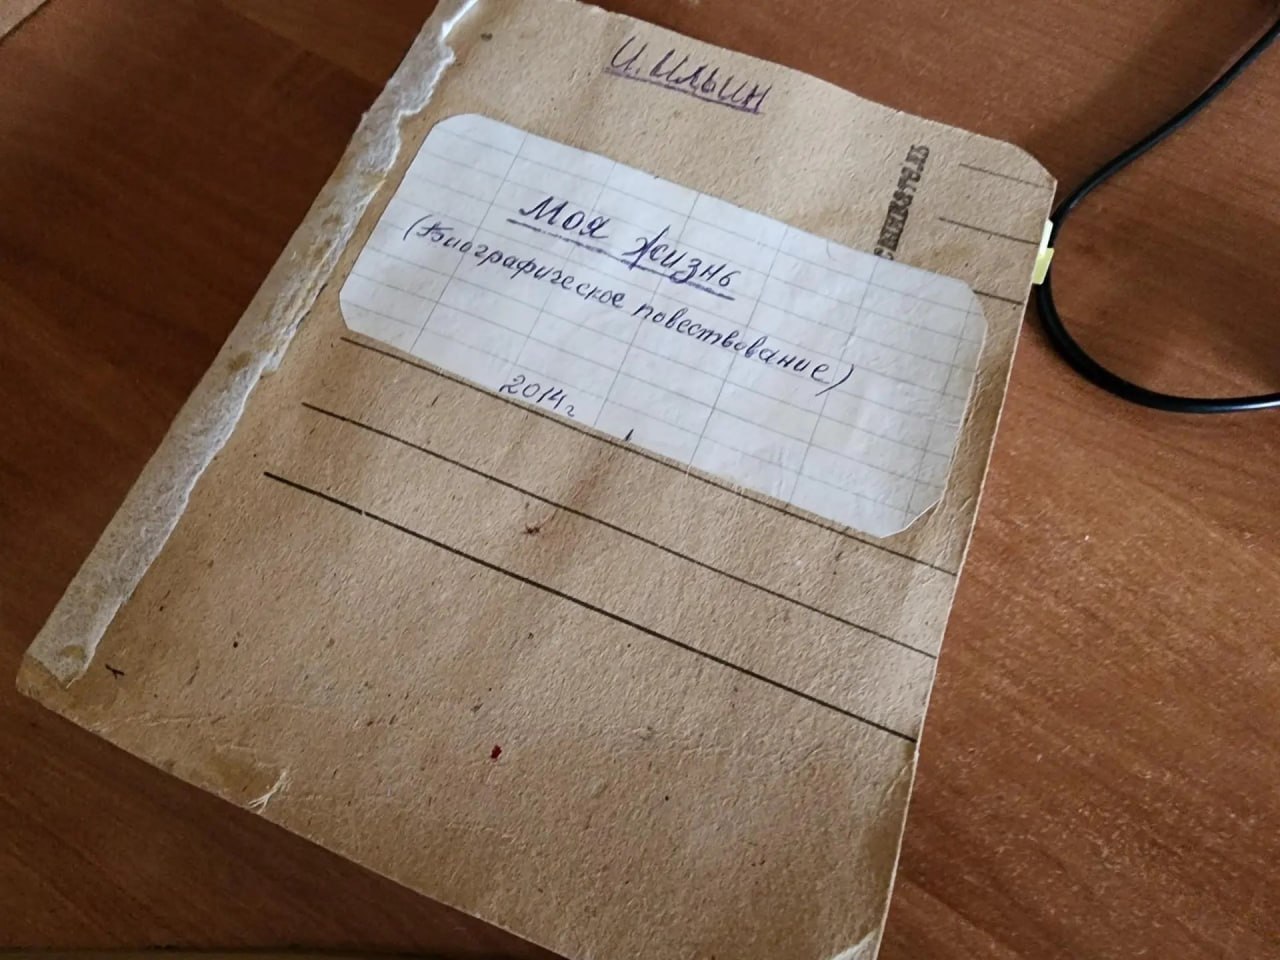 И. Ильин
Моя жизнь
(Биографическое повествование)
2014г